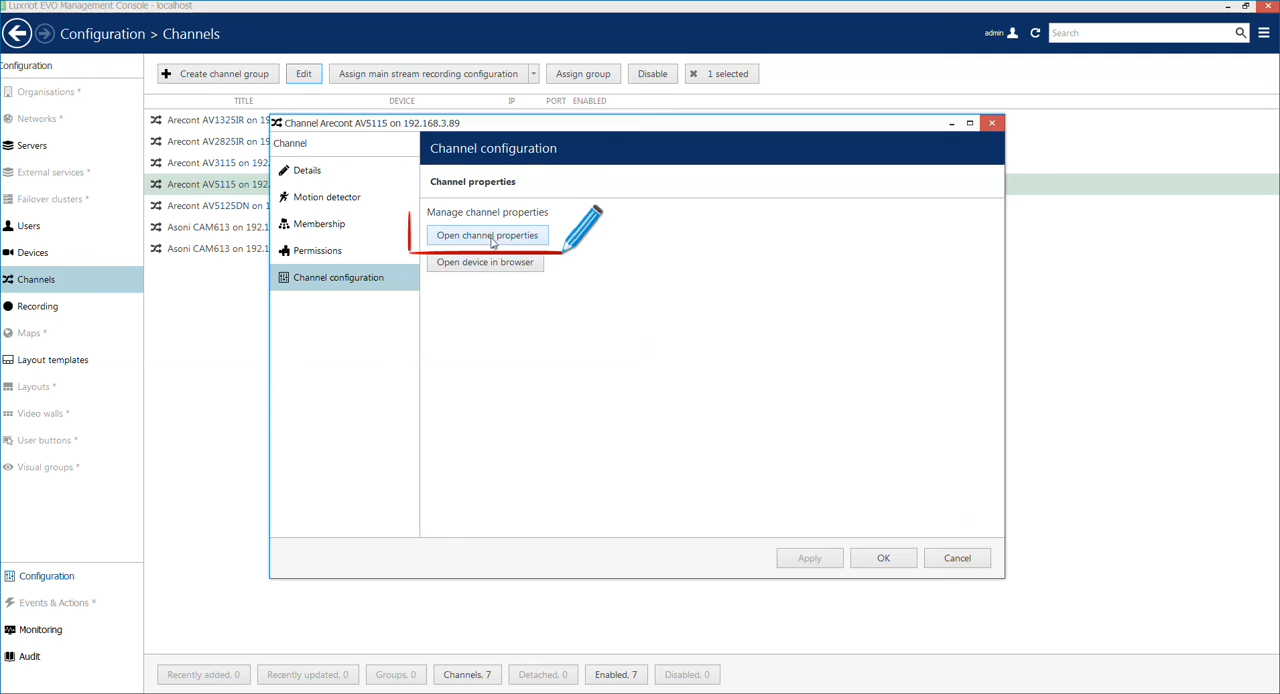 Luxriot EVO Management Console - localhost
Configuration > Channels
admin
Search
Configuration
Organisations *
Networks *
Servers
External services *
Failover clusters *
Users
Devices
Channels
Recording
Maps *
Layout templates
Layouts *
Video walls *
User buttons *
Visual groups *
Configuration
Events & Actions *
Monitoring
Audit
Create channel group Edit Assign main stream recording configuration Assign group Disable 1 selected
TITLE DEVICE IP PORT ENABLED
Arecont AV1325IR on 19
Arecont AV2825IR on 19
Arecont AV3115 on 192.
Arecont AV5115 on 192.
Arecont AV5125DN on 1
Asoni CAM613 on 192.1
Asoni CAM613 on 192.1
Channel Arecont AV5115 on 192.168.3.89
Channel
Details
Motion detector
Membership
Permissions
Channel configuration
Channel configuration
Channel properties
Manage channel properties
Open channel properties
Open device in browser
Apply OK Cancel
Recently added, 0 Recently updated, 0 Groups, 0 Channels, 7 Detached, 0 Enabled, 7 Disabled, 0